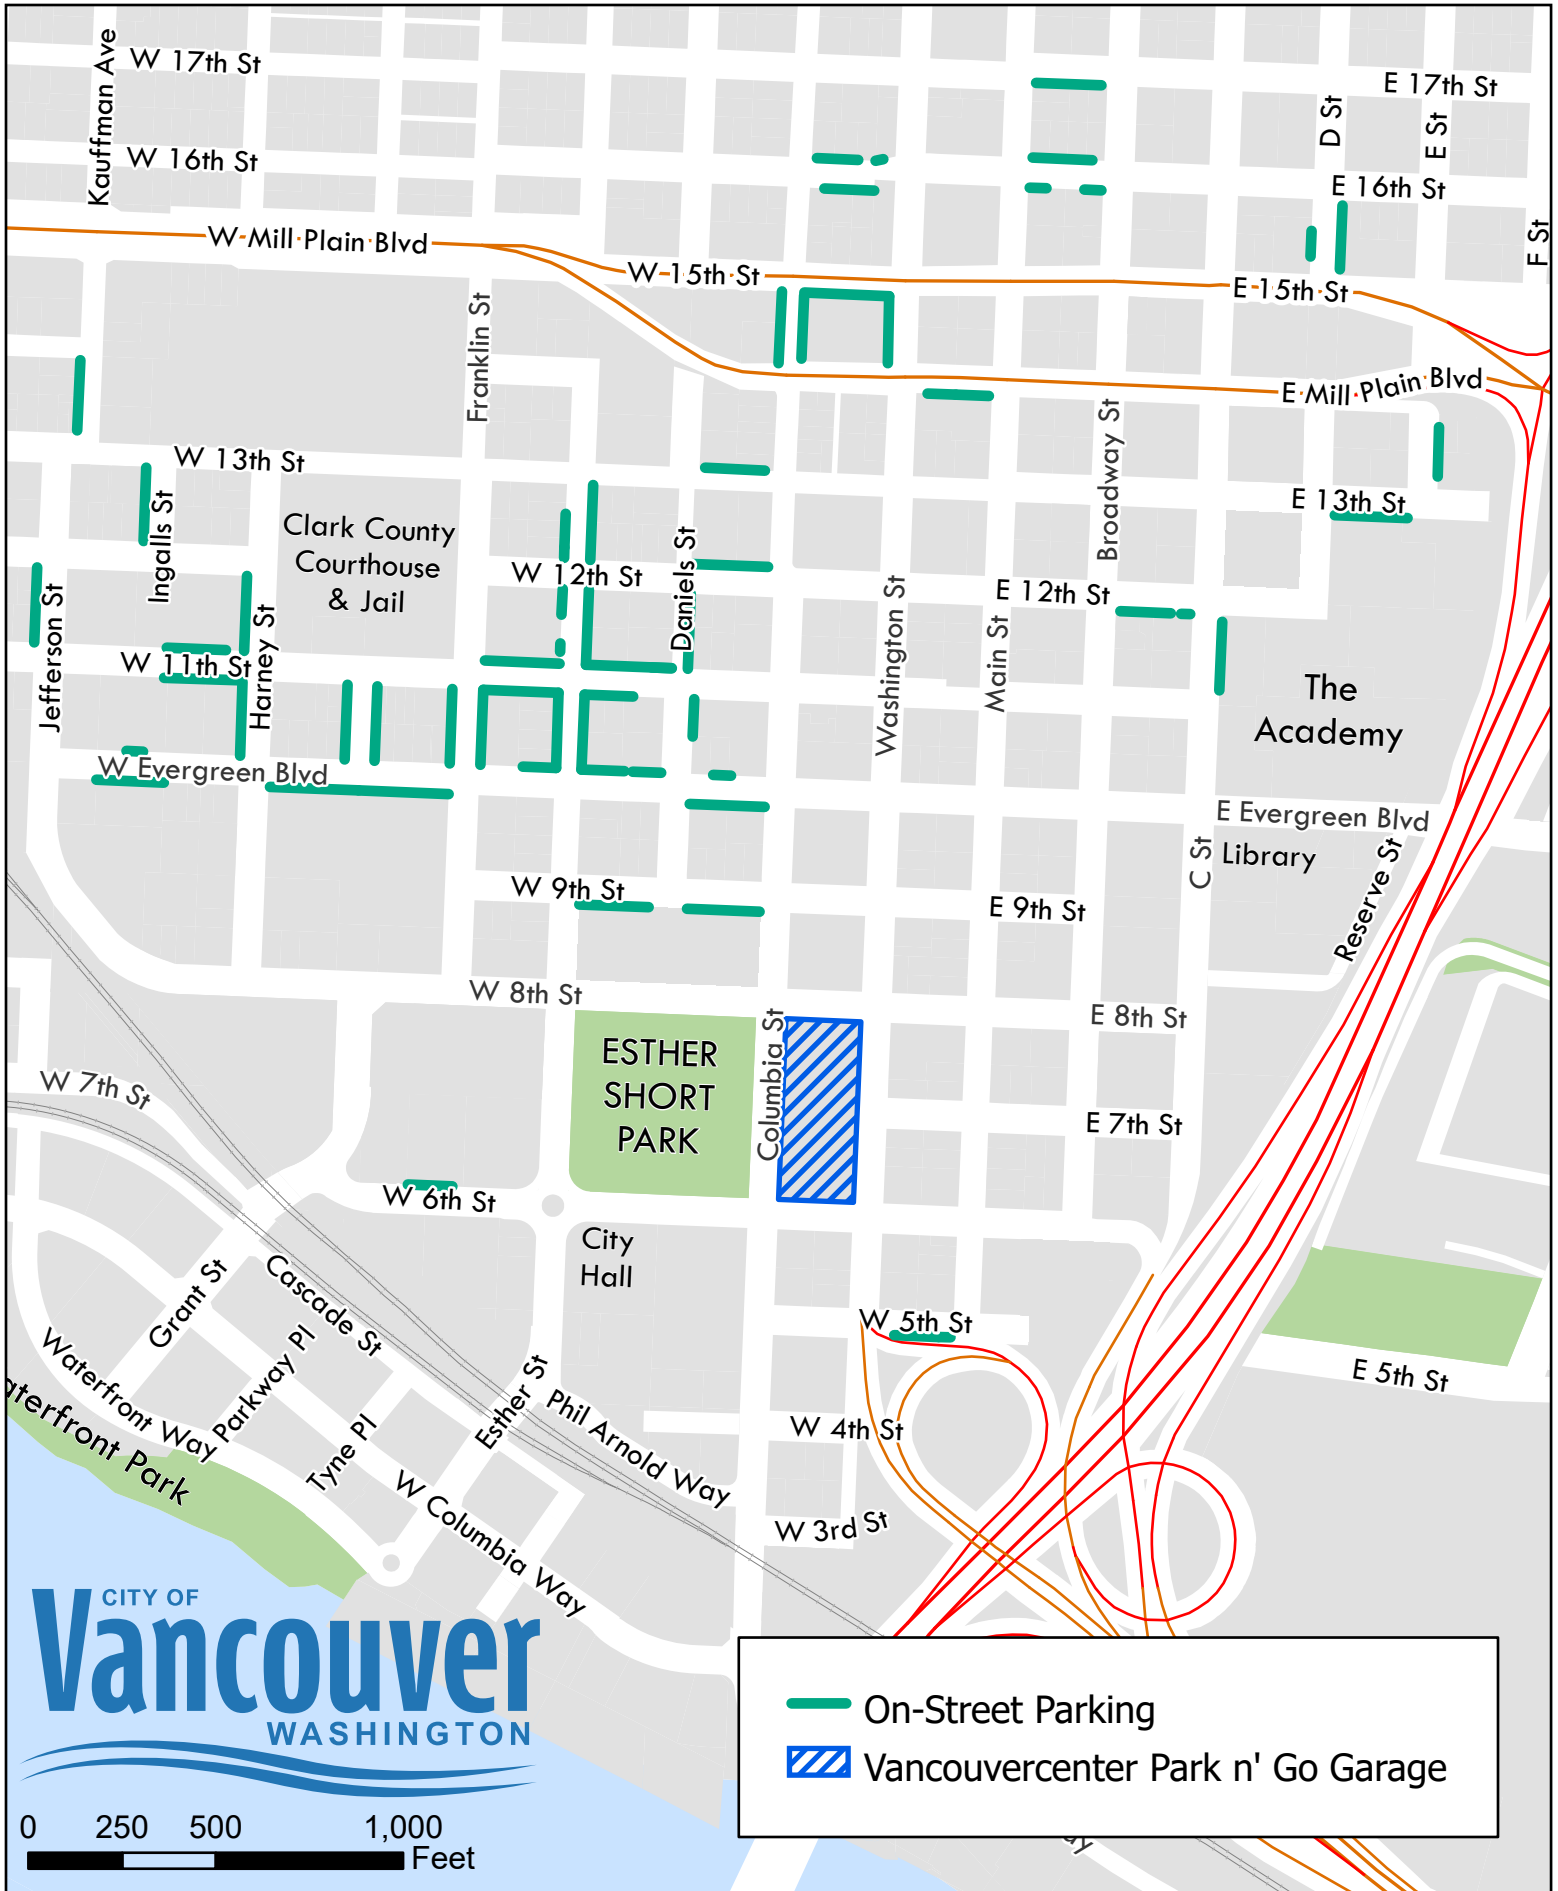 Kauffman Ave
W 17th St
E 17th St
D St
E St
W 16th St
E 16th St
F St
W Mill Plain Blvd
W 15th St
E 15th St
Franklin St
E Mill Plain Blvd
Broadway St
W 13th St
E 13th St
Ingalls St
Clark County
Courthouse
& Jail
W 12th St
Daniels St
E 12th St
Jefferson St
Harney St
W 11th St
Washington St
Main St
The
Academy
W Evergreen Blvd
E Evergreen Blvd
C St
Library
Reserve St
W 9th St
E 9th St
W 8th St
E 8th St
Columbia St
ESTHER
SHORT
PARK
W 7th St
E 7th St
W 6th St
City
Hall
Grant St
Cascade St
W 5th St
E 5th St
Waterfront Way
Parkway Pl
aterfront Park
Tyne Pl
Esther St
Phil Arnold Way
W 4th St
W Columbia Way
W 3rd St
CITY OF
Vancouver
WASHINGTON
On-Street Parking
Vancouvercenter Park n' Go Garage
0 250 500 1,000
Feet
ay